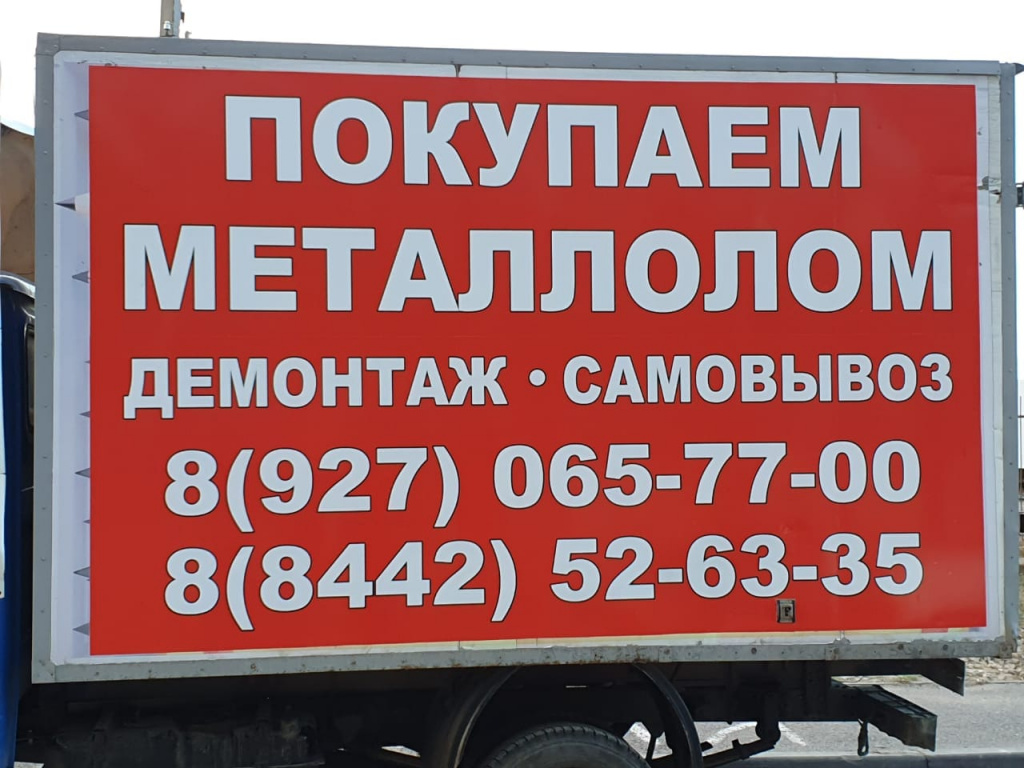 ПОКУПАЕМ
МЕТАЛЛОЛОМ
ДЕМОНТАЖ • САМОВЫВОЗ
8(927) 065-77-00
8(8442) 52-63-35